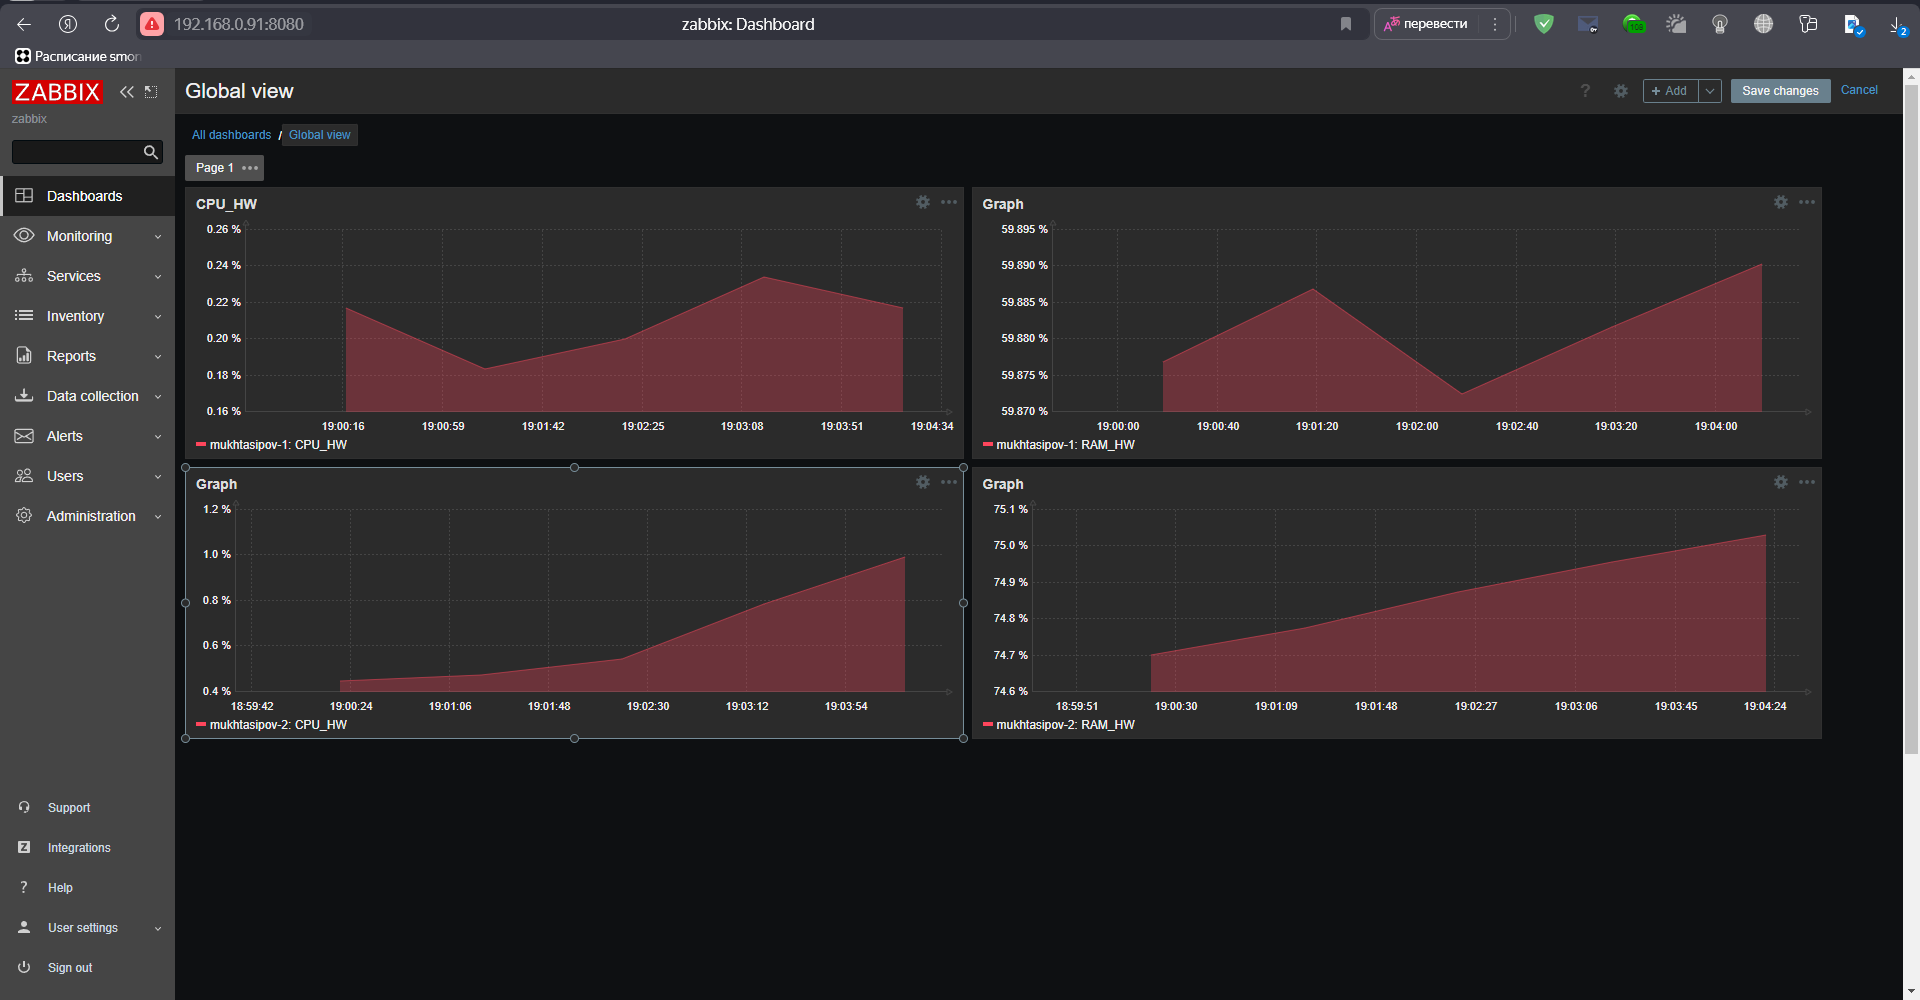 192.168.0.91:8080
zabbix: Dashboard
перевести
Расписание smon
ZABBIX
zabbix
Global view
? + Add Save changes Cancel
All dashboards / Global view
Page 1
Dashboards
Monitoring
Services
Inventory
Reports
Data collection
Alerts
Users
Administration
Support
Integrations
? Help
User settings
Sign out
CPU_HW
0.26 %
0.24 %
0.22 %
0.20 %
0.18 %
0.16 %
19:00:16 19:00:59 19:01:42 19:02:25 19:03:08 19:03:51 19:04:34
mukhtasipov-1: CPU_HW
Graph
59.895 %
59.890 %
59.885 %
59.880 %
59.875 %
59.870 %
19:00:00 19:00:40 19:01:20 19:02:00 19:02:40 19:03:20 19:04:00
mukhtasipov-1: RAM_HW
Graph
1.2 %
1.0 %
0.8 %
0.6 %
0.4 %
18:59:42 19:00:24 19:01:06 19:01:48 19:02:30 19:03:12 19:03:54
mukhtasipov-2: CPU_HW
Graph
75.1 %
75.0 %
74.9 %
74.8 %
74.7 %
74.6 %
18:59:51 19:00:30 19:01:09 19:01:48 19:02:27 19:03:06 19:03:45 19:04:24
mukhtasipov-2: RAM_HW